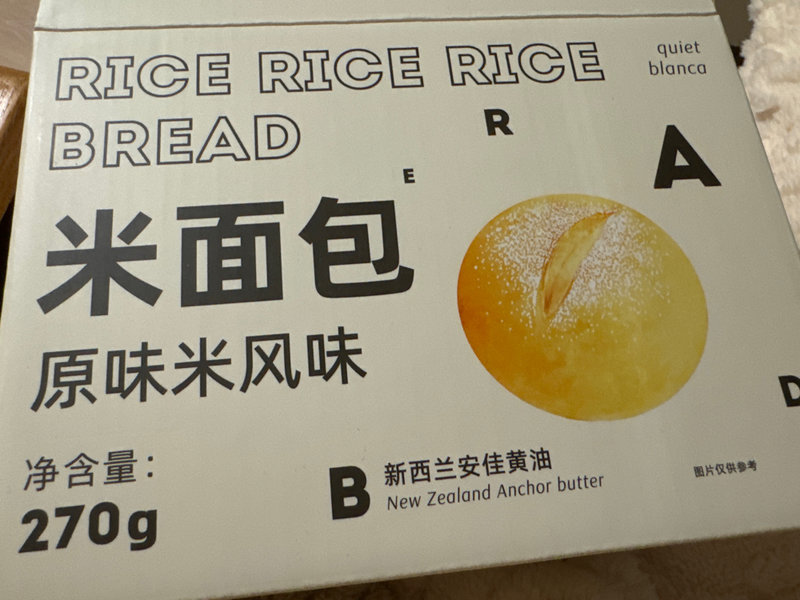 RICE RICE RICE
BREAD
quiet
blanca
R
A
E
米面包
原味米风味
D
净含量：
270g
B
新西兰安佳黄油
New Zealand Anchor butter
图片仅供参考